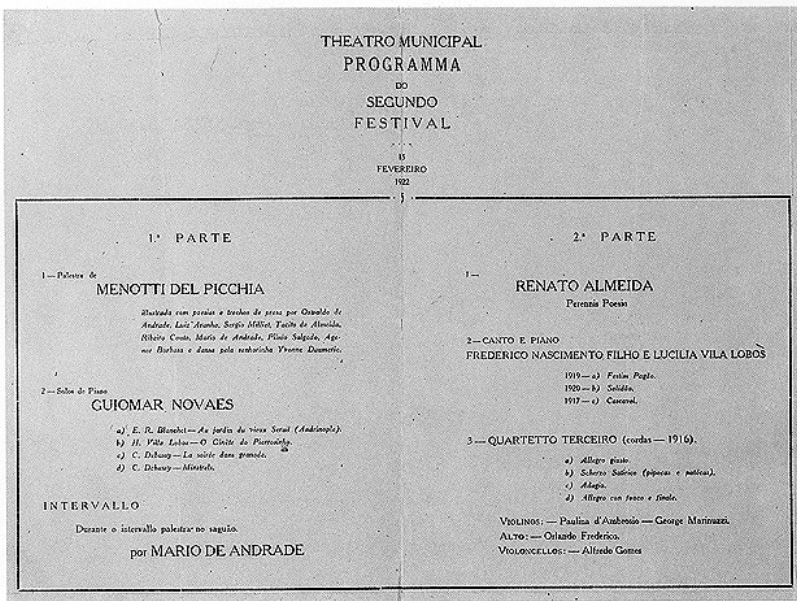 THEATRO MUNICIPAL
PROGRAMMA
DO
SEGUNDO
FESTIVAL
15
FEVEREIRO
1922
1.ª PARTE
1 — Palestra de
MENOTTI DEL PICCHIA
illustrada com poesias e trechos de prosa por Oswaldo de
Andrade, Luiz Aranha, Sergio Milliet, Tacito de Almeida,
Ribeiro Couto, Mario de Andrade, Plinio Salgado, Age-
nor Barbosa e dansa pela senhorinha Yvonne Daumerie.
2 — Solos de Piano
GUIOMAR NOVAES
a) E. R. Blanchet — Au jardin du vieux Serail (Andrinople).
b) H. Villa Lobos — O Ginête do Pierrozinho.
c) C. Debussy — La soirée dans granade.
d) C. Debussy — Minstrels.
INTERVALLO
Durante o intervallo palestra no saguão.
por MARIO DE ANDRADE
2.ª PARTE
1 —
RENATO ALMEIDA
Perennis Poesia
2 — CANTO E PIANO
FREDERICO NASCIMENTO FILHO E LUCILIA VILA LOBOS
1919 — a) Festim Pagão.
1920 — b) Solidão.
1917 — c) Cascavel.
3 — QUARTETTO TERCEIRO (cordas — 1916).
a) Allegro giusto.
b) Scherzo Satirico (pipocas e potócas).
c) Adagio.
d) Allegro con fuoco e finale.
VIOLINOS: — Paulina d'Ambrosio — George Marinuzzi.
ALTO: — Orlando Frederico.
VIOLONCELLOS: — Alfredo Gomes